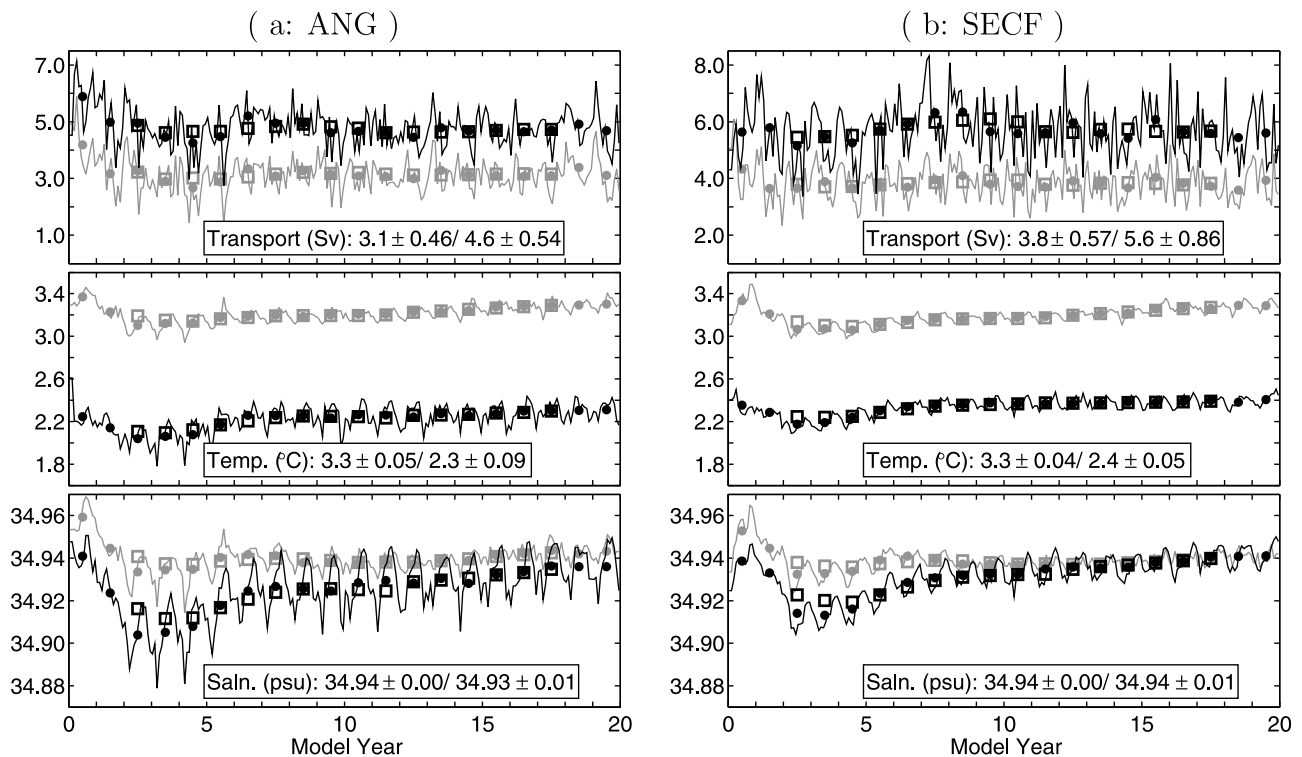 ( a: ANG )
( b: SECF )
7.0
5.0
3.0
1.0
Transport (Sv): 3.1 ± 0.46/ 4.6 ± 0.54
8.0
6.0
4.0
2.0
Transport (Sv): 3.8 ± 0.57/ 5.6 ± 0.86
3.4
3.0
2.6
2.2
1.8
Temp. (°C): 3.3 ± 0.05/ 2.3 ± 0.09
3.4
3.0
2.6
2.2
1.8
Temp. (°C): 3.3 ± 0.04/ 2.4 ± 0.05
34.96
34.94
34.92
34.90
34.88
Saln. (psu): 34.94 ± 0.00/ 34.93 ± 0.01
0 5 10 15 20
Model Year
34.96
34.94
34.92
34.90
34.88
Saln. (psu): 34.94 ± 0.00/ 34.94 ± 0.01
0 5 10 15 20
Model Year